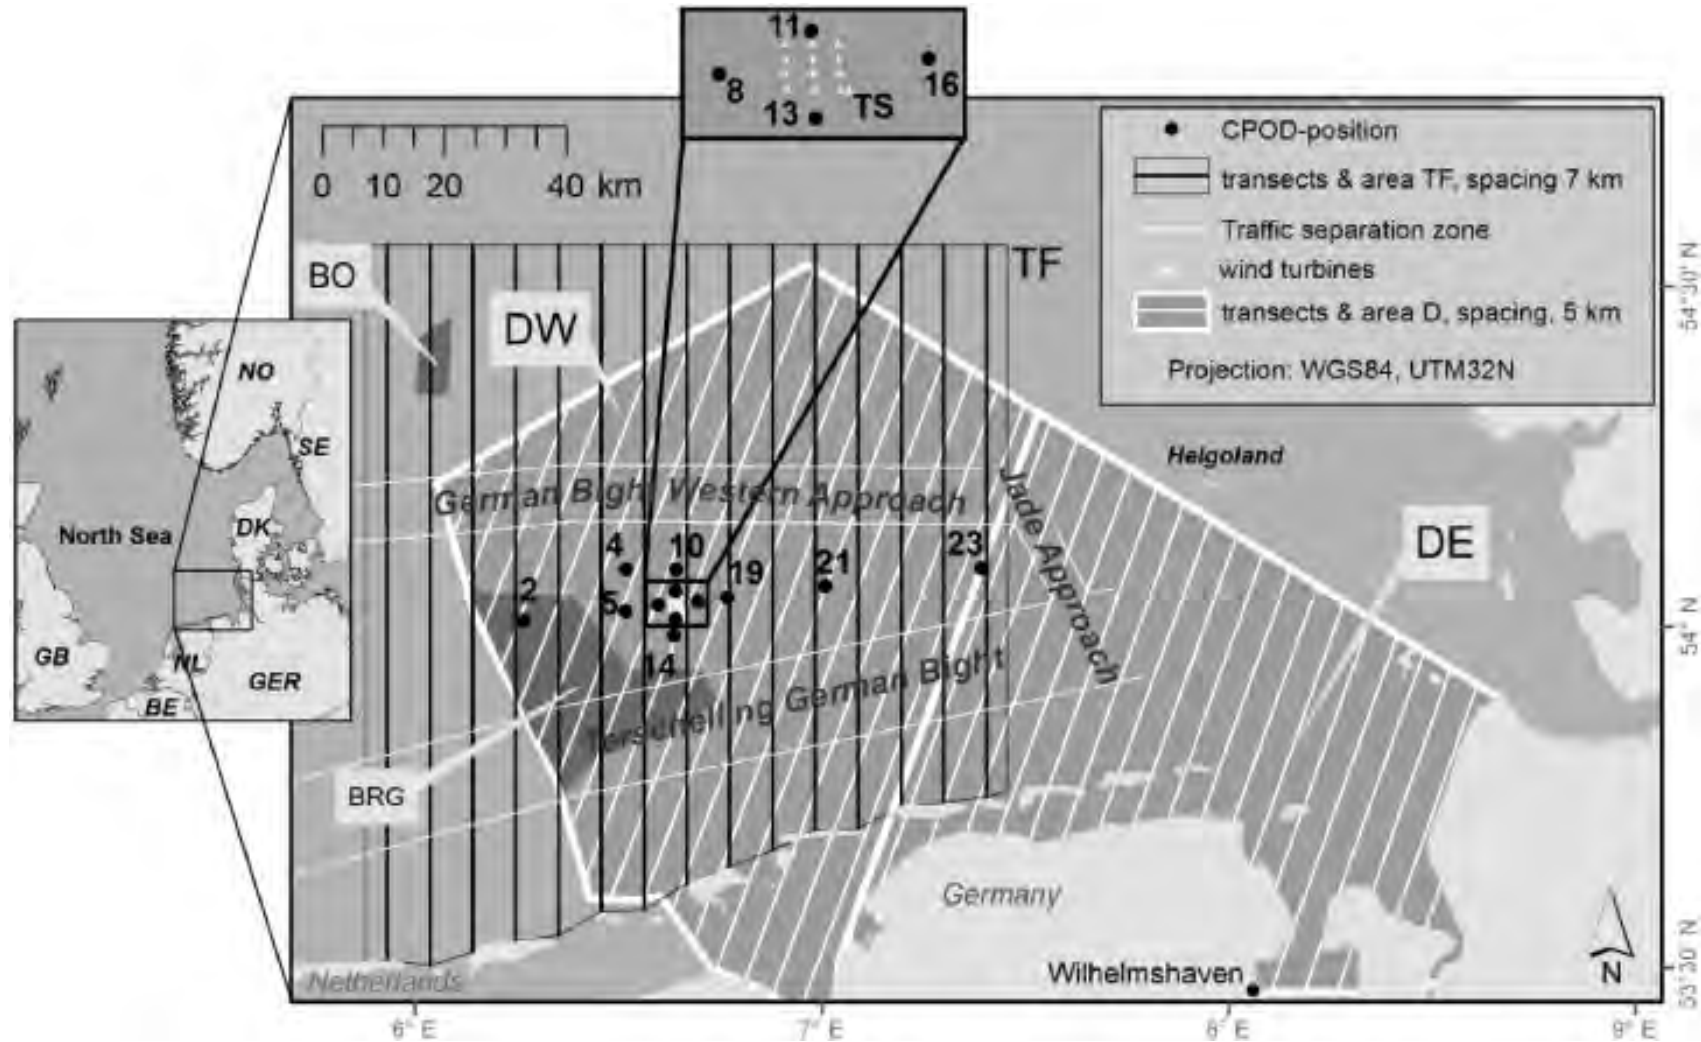 11
8
16
13
TS
0 10 20 40 km
CPOD-position
transects & area TF, spacing 7 km
Traffic separation zone
wind turbines
transects & area D, spacing, 5 km
Projection: WGS84, UTM32N
BO
TF
DW
NO
SE
North Sea
DK
GB
NL
GER
BE
Helgoland
German Bight Western Approach
Jade Approach
DE
4
10
23
2
5
19
21
14
Terschelling German Bight
BRG
Germany
Netherlands
Wilhelmshaven
N
54°30' N
54° N
53°30' N
6° E
7° E
8° E
9° E